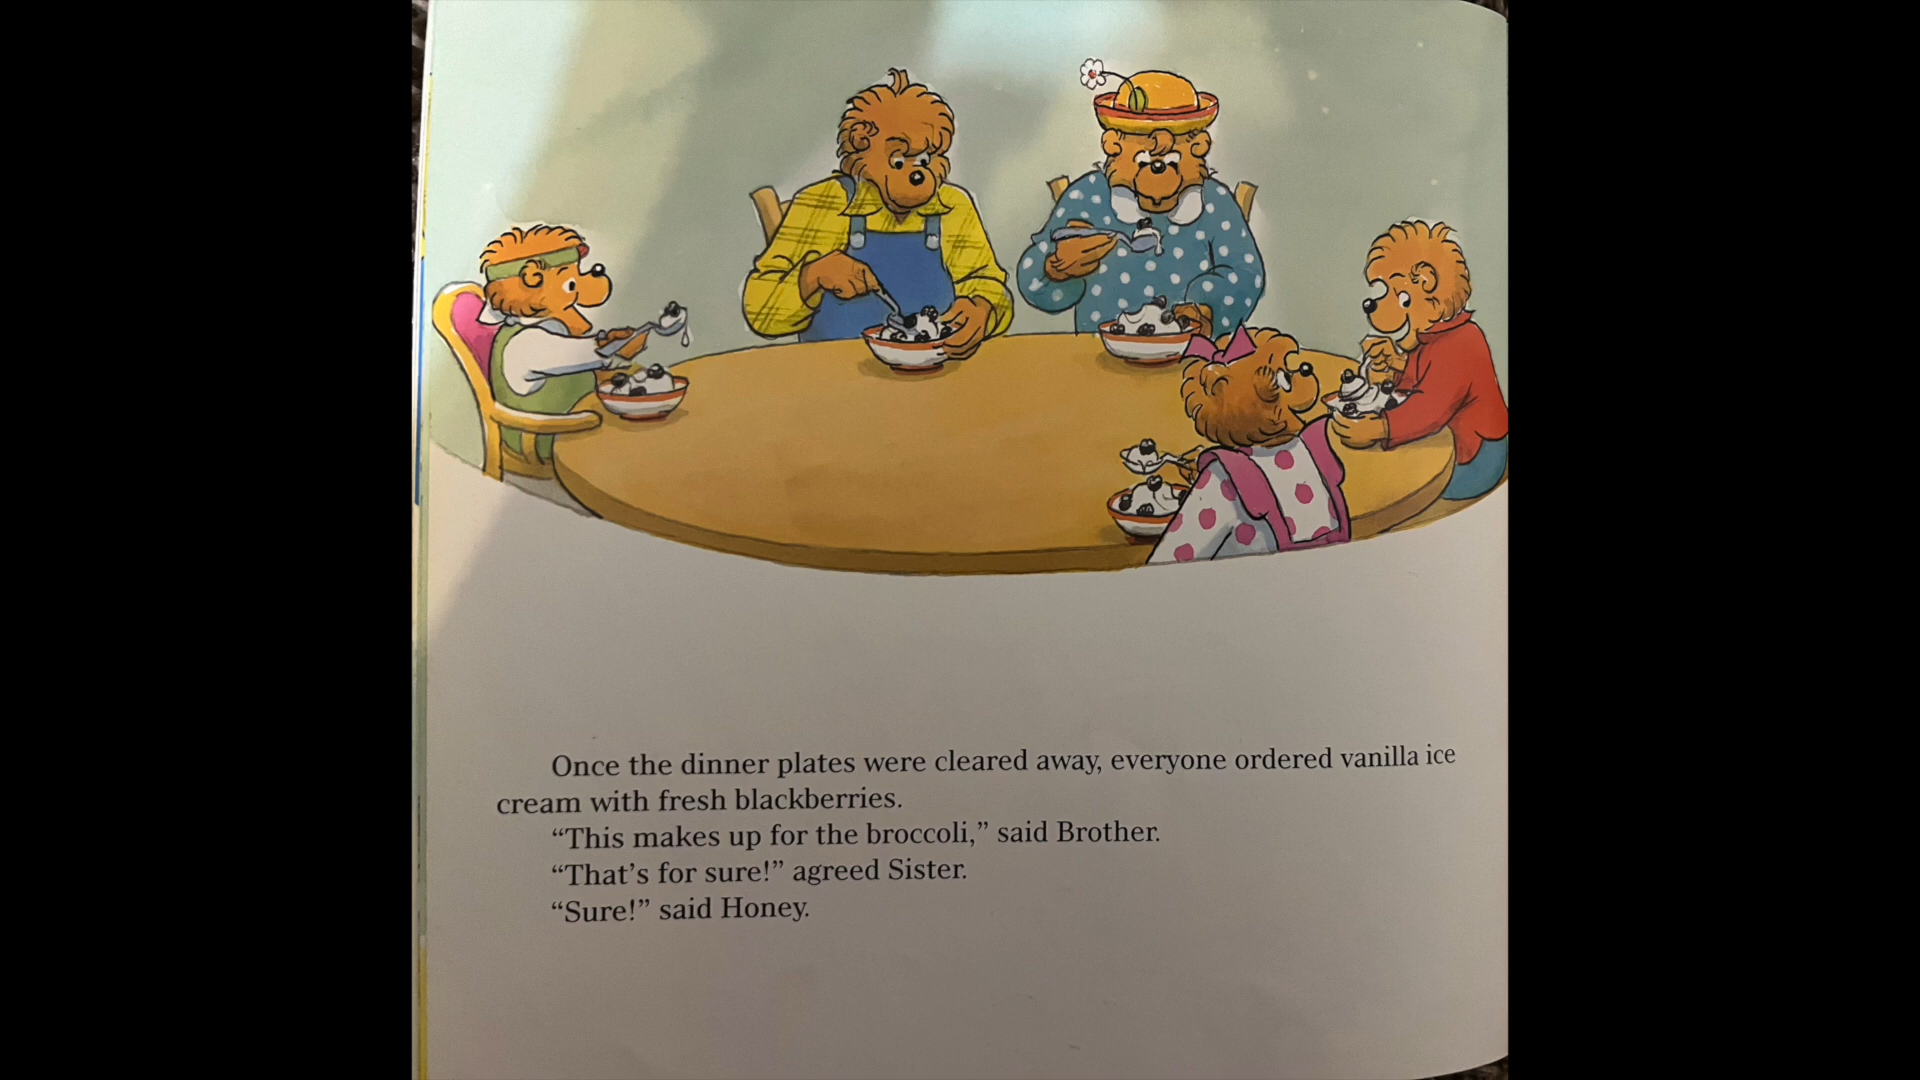 Once the dinner plates were cleared away, everyone ordered vanilla ice
cream with fresh blackberries.
“This makes up for the broccoli,” said Brother.
“That’s for sure!” agreed Sister.
“Sure!” said Honey.